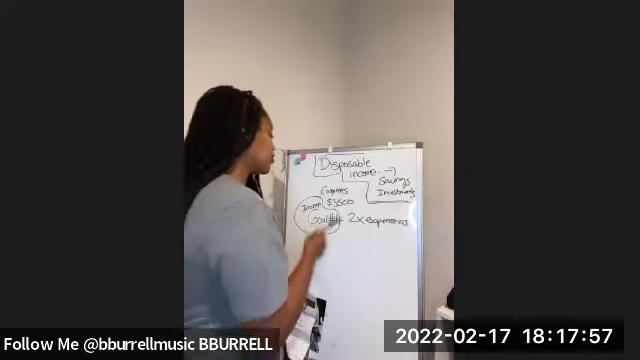 Disposable
income →
Savings
Investments
Expenses
Income $3500
Goal 2x expenses
Follow Me @bburrellmusic BBURRELL
2022-02-17 18:17:57